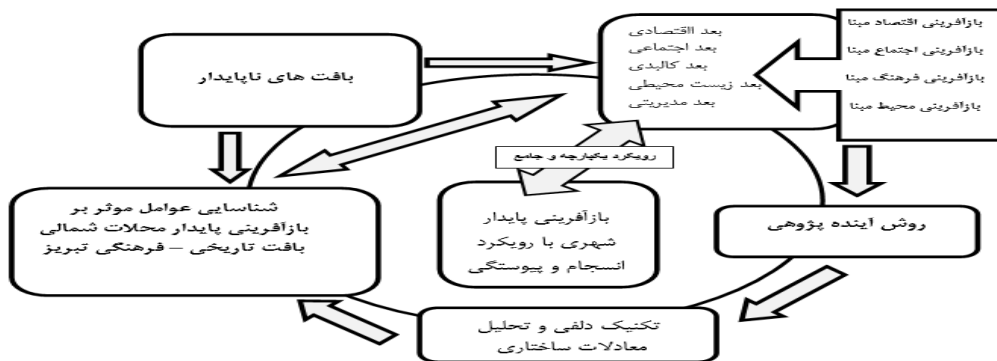 بازآفرینی اقتصاد مبنا
بازآفرینی اجتماع مبنا
بازآفرینی فرهنگ مبنا
بازآفرینی محیط مبنا
بعد ااقتصادی
بعد اجتماعی
بعد کالبدی
بعد زیست محیطی
بعد مدیریتی
بافت های ناپایدار
رویکرد یکپارچه و جامع
بازآفرینی پایدار
شهری با رویکرد
انسجام و پیوستگی
روش آینده پژوهی
شناسایی عوامل موثر بر
بازآفرینی پایدار محلات شمالی
بافت تاریخی – فرهنگی تبریز
تکنیک دلفی و تحلیل
معادلات ساختاری